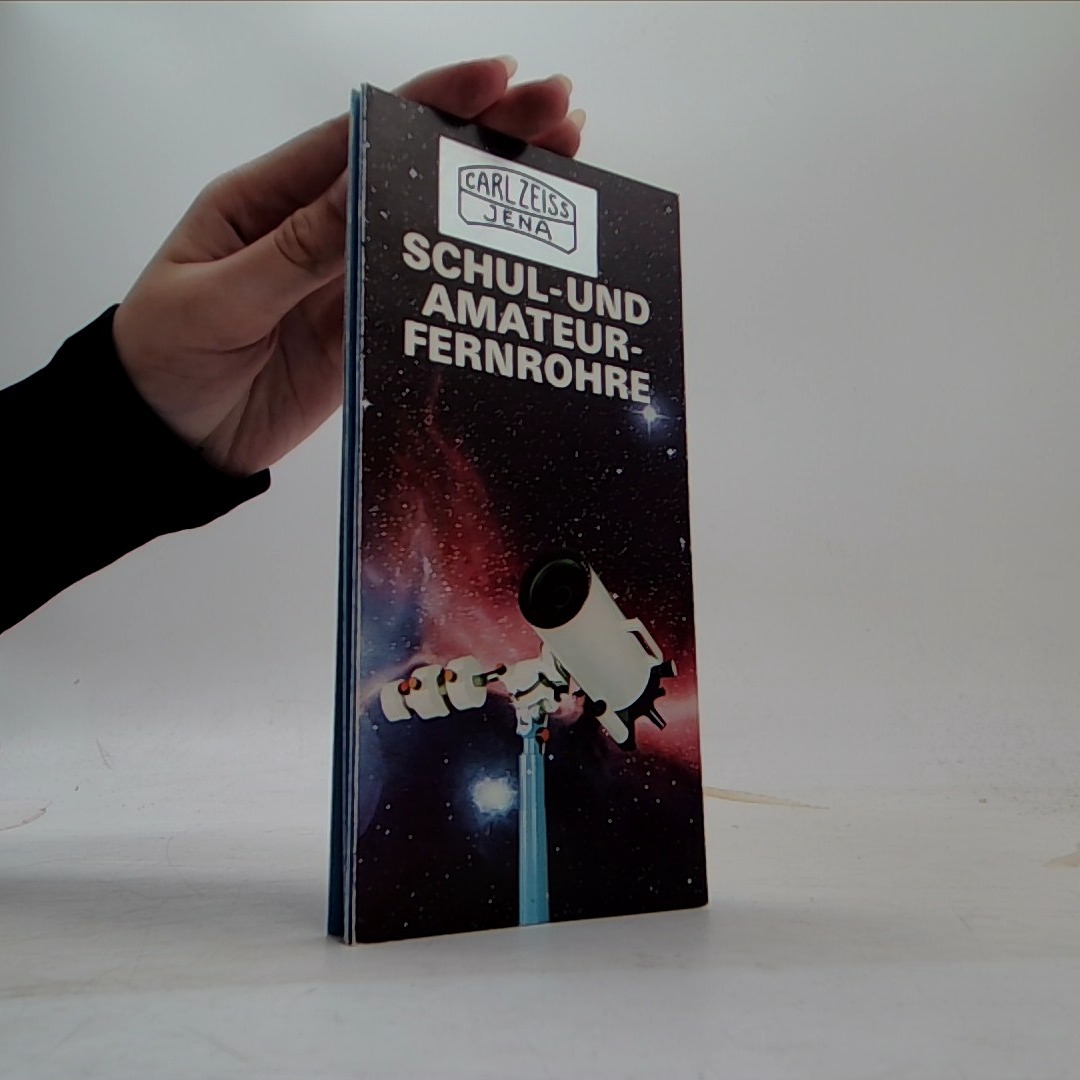 CARL ZEISS
JENA
SCHUL-UND
AMATEUR-
FERNROHRE